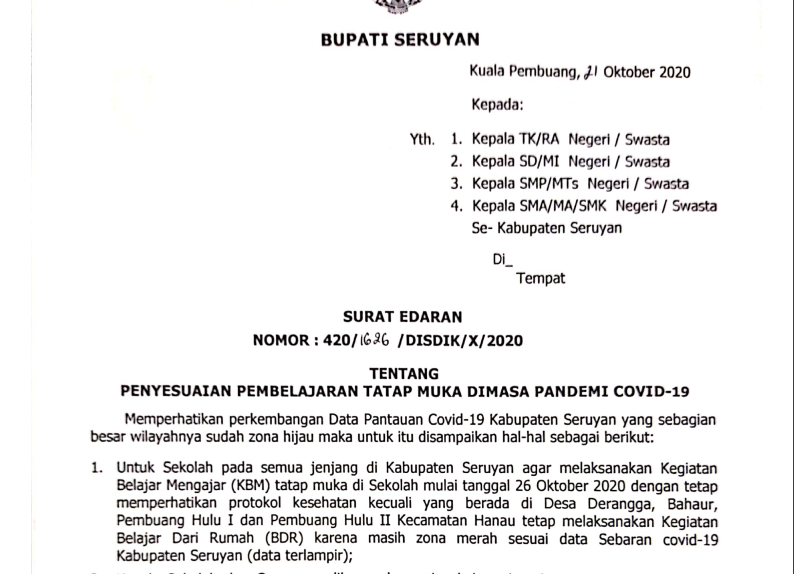 BUPATI SERUYAN
Kuala Pembuang, 21 Oktober 2020
Kepada:
Yth. 1. Kepala TK/RA Negeri / Swasta
2. Kepala SD/MI Negeri / Swasta
3. Kepala SMP/MTs Negeri / Swasta
4. Kepala SMA/MA/SMK Negeri / Swasta
Se- Kabupaten Seruyan
Di_
Tempat
SURAT EDARAN
NOMOR : 420/1626 /DISDIK/X/2020
TENTANG
PENYESUAIAN PEMBELAJARAN TATAP MUKA DIMASA PANDEMI COVID-19
Memperhatikan perkembangan Data Pantauan Covid-19 Kabupaten Seruyan yang sebagian
besar wilayahnya sudah zona hijau maka untuk itu disampaikan hal-hal sebagai berikut:
1. Untuk Sekolah pada semua jenjang di Kabupaten Seruyan agar melaksanakan Kegiatan
Belajar Mengajar (KBM) tatap muka di Sekolah mulai tanggal 26 Oktober 2020 dengan tetap
memperhatikan protokol kesehatan kecuali yang berada di Desa Derangga, Bahaur,
Pembuang Hulu I dan Pembuang Hulu II Kecamatan Hanau tetap melaksanakan Kegiatan
Belajar Dari Rumah (BDR) karena masih zona merah sesuai data Sebaran covid-19
Kabupaten Seruyan (data terlampir);